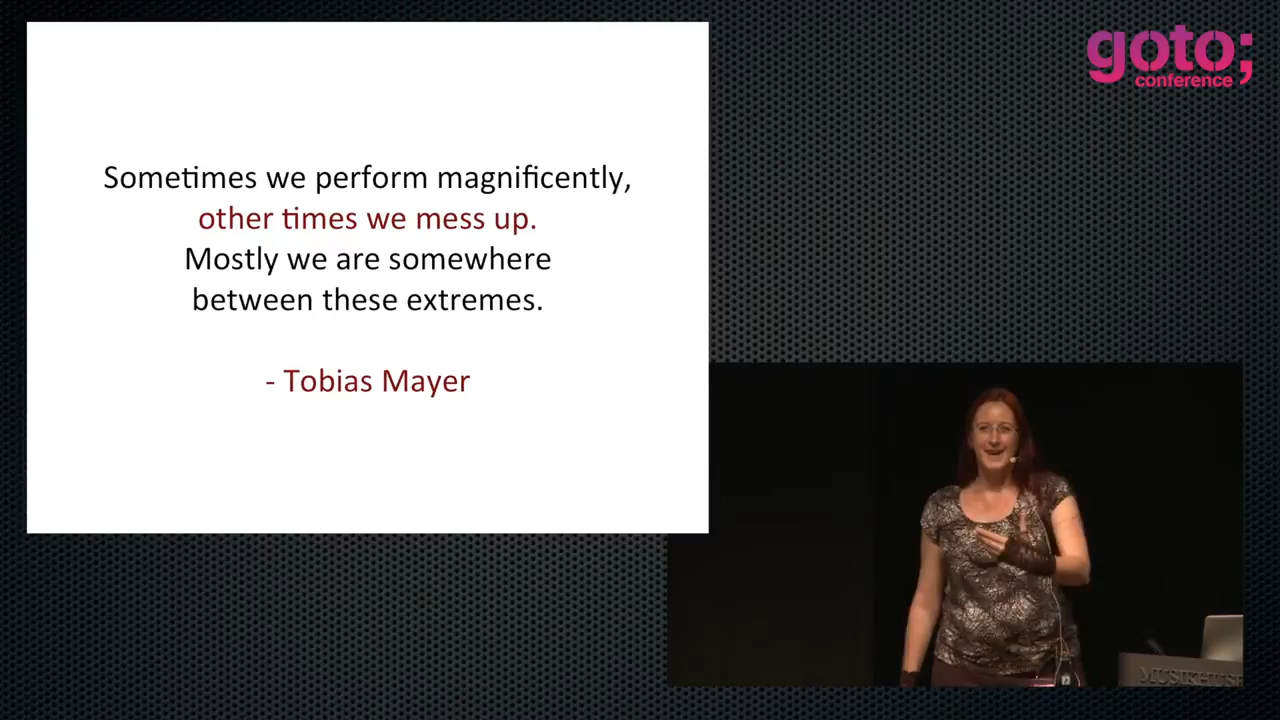 goto;
conference
Sometimes we perform magnificently,
other times we mess up.
Mostly we are somewhere
between these extremes.
- Tobias Mayer